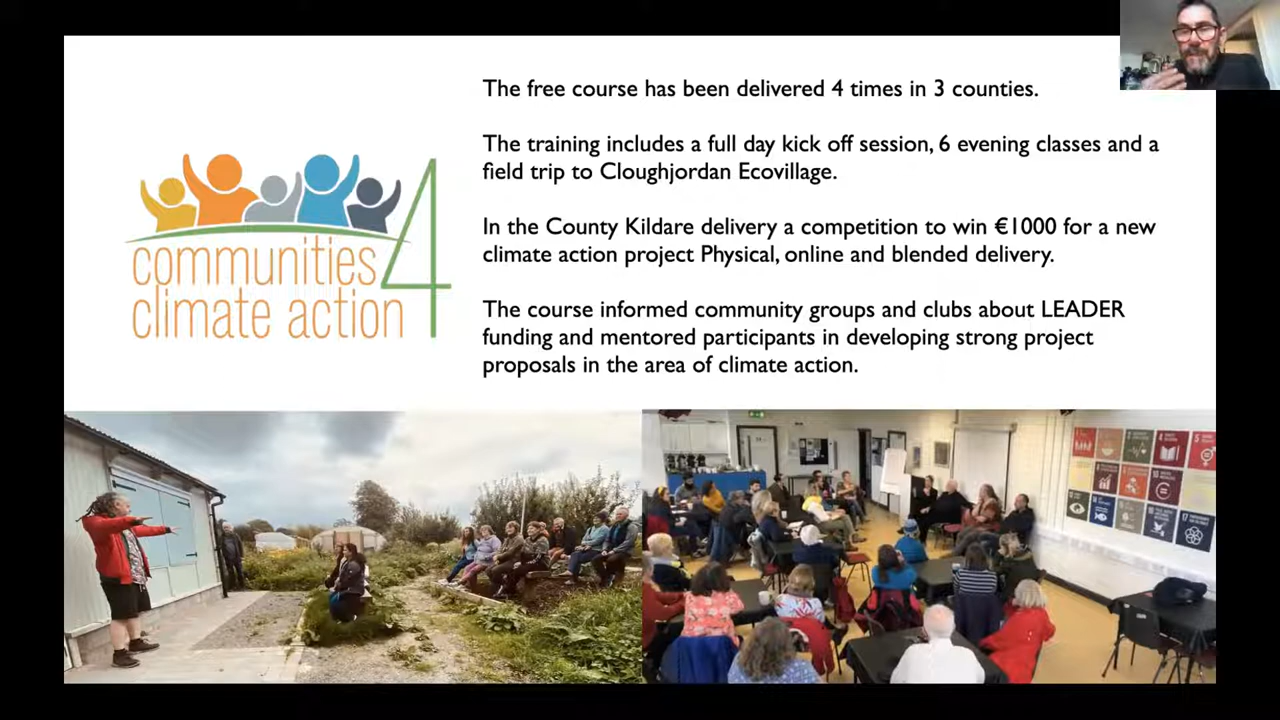 The free course has been delivered 4 times in 3 counties.
The training includes a full day kick off session, 6 evening classes and a
field trip to Cloughjordan Ecovillage.
In the County Kildare delivery a competition to win €1000 for a new
climate action project Physical, online and blended delivery.
The course informed community groups and clubs about LEADER
funding and mentored participants in developing strong project
proposals in the area of climate action.
communities 4
climate action